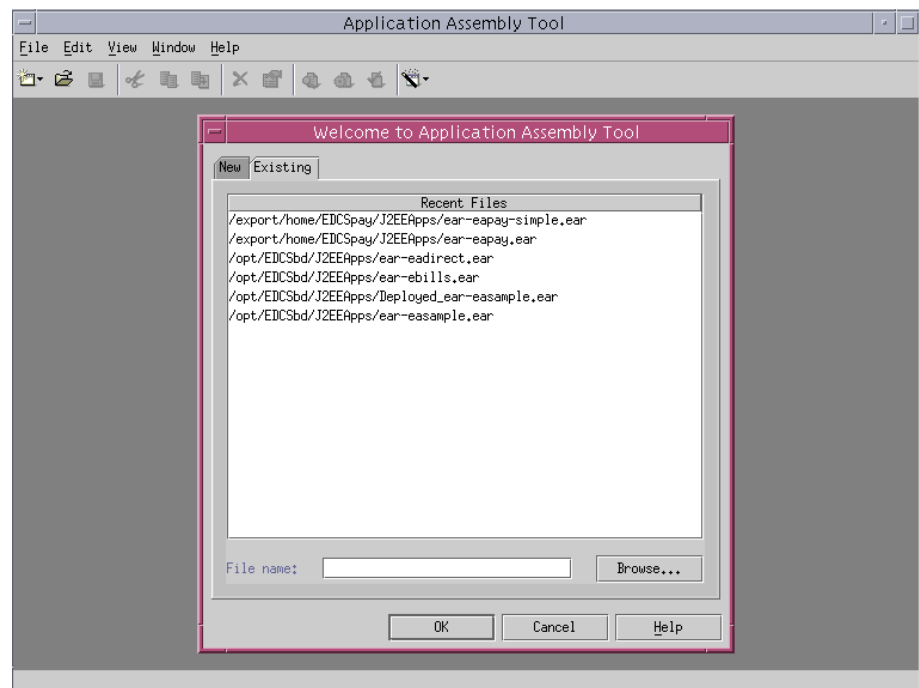 Application Assembly Tool
File Edit View Window Help
Welcome to Application Assembly Tool
New Existing
Recent Files
/export/home/EDCSpay/J2EEApps/ear-eapay-simple.ear
/export/home/EDCSpay/J2EEApps/ear-eapay.ear
/opt/EDCSbd/J2EEApps/ear-eadirect.ear
/opt/EDCSbd/J2EEApps/ear-ebills.ear
/opt/EDCSbd/J2EEApps/Deployed_ear-easample.ear
/opt/EDCSbd/J2EEApps/ear-easample.ear
File name: Browse...
OK Cancel Help